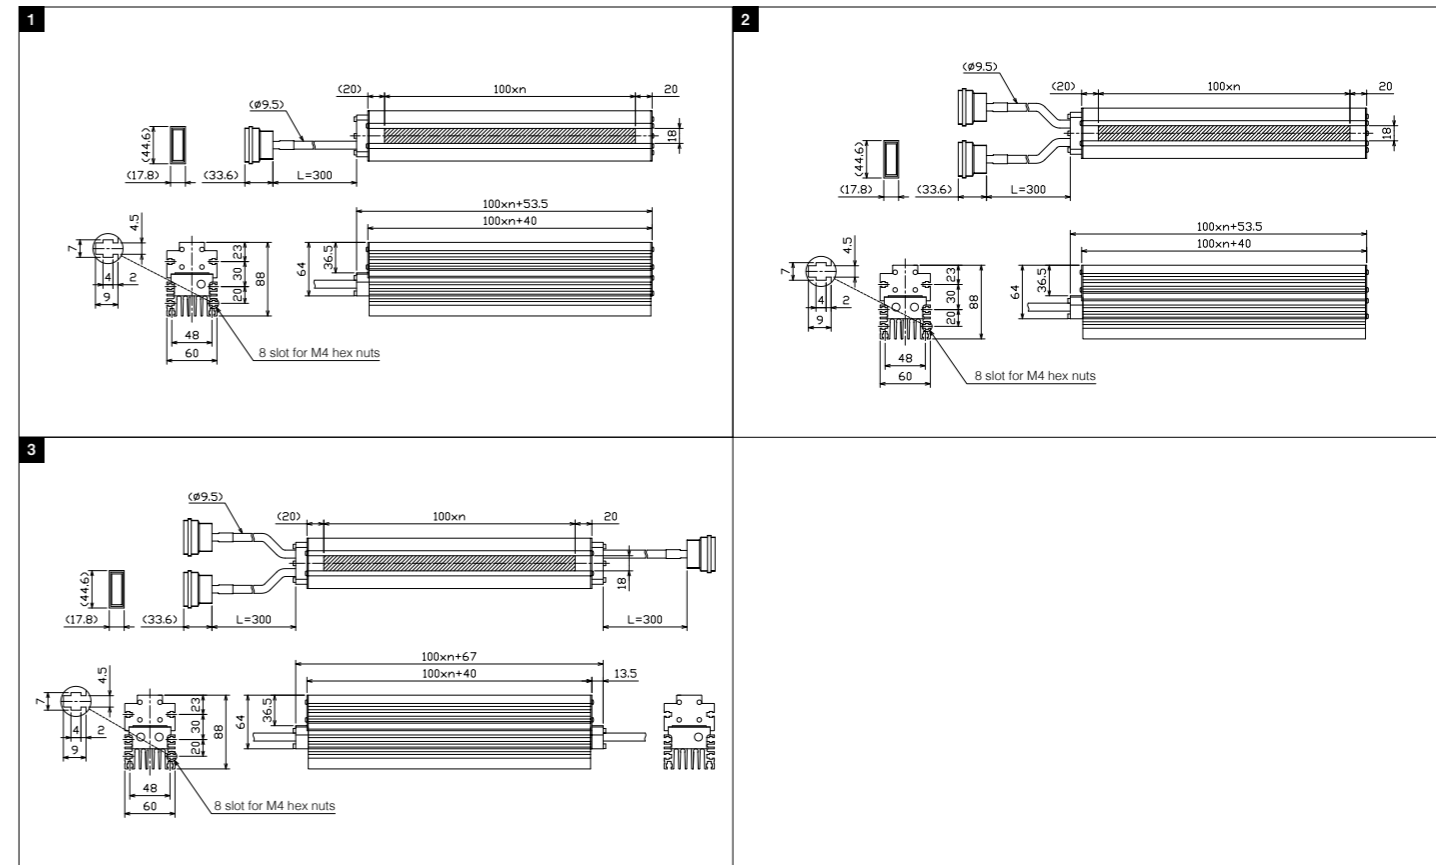 1
(20) 100xn 20
(ø9.5)
18
(44.6)
(17.8) (33.6) L=300
100xn+53.5
100xn+40
4.5
7
4 2
9
23
30
20
88
64
36.5
48
60
8 slot for M4 hex nuts
2
(ø9.5)
(20) 100xn 20
18
(44.6)
(17.8) (33.6) L=300
100xn+53.5
100xn+40
4.5
7
4 2
9
23
30
20
88
64
36.5
48
60
8 slot for M4 hex nuts
3
(ø9.5)
(20) 100xn 20
18
(44.6)
(17.8) (33.6) L=300 L=300
100xn+67
100xn+40 13.5
4.5
7
4 2
9
23
30
20
88
64
36.5
48
60
8 slot for M4 hex nuts